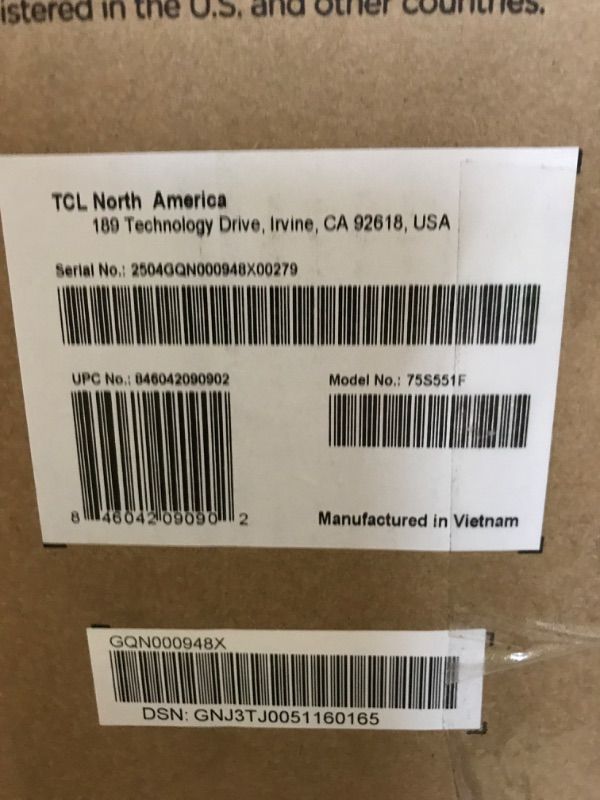 istered in the U.S. and other countries.
TCL North America
189 Technology Drive, Irvine, CA 92618, USA
Serial No.: 2504GQN000948X00279
UPC No.: 846042090902
Model No.: 75S551F
8 46042 09090 2
Manufactured in Vietnam
GQN000948X
DSN: GNJ3TJ0051160165